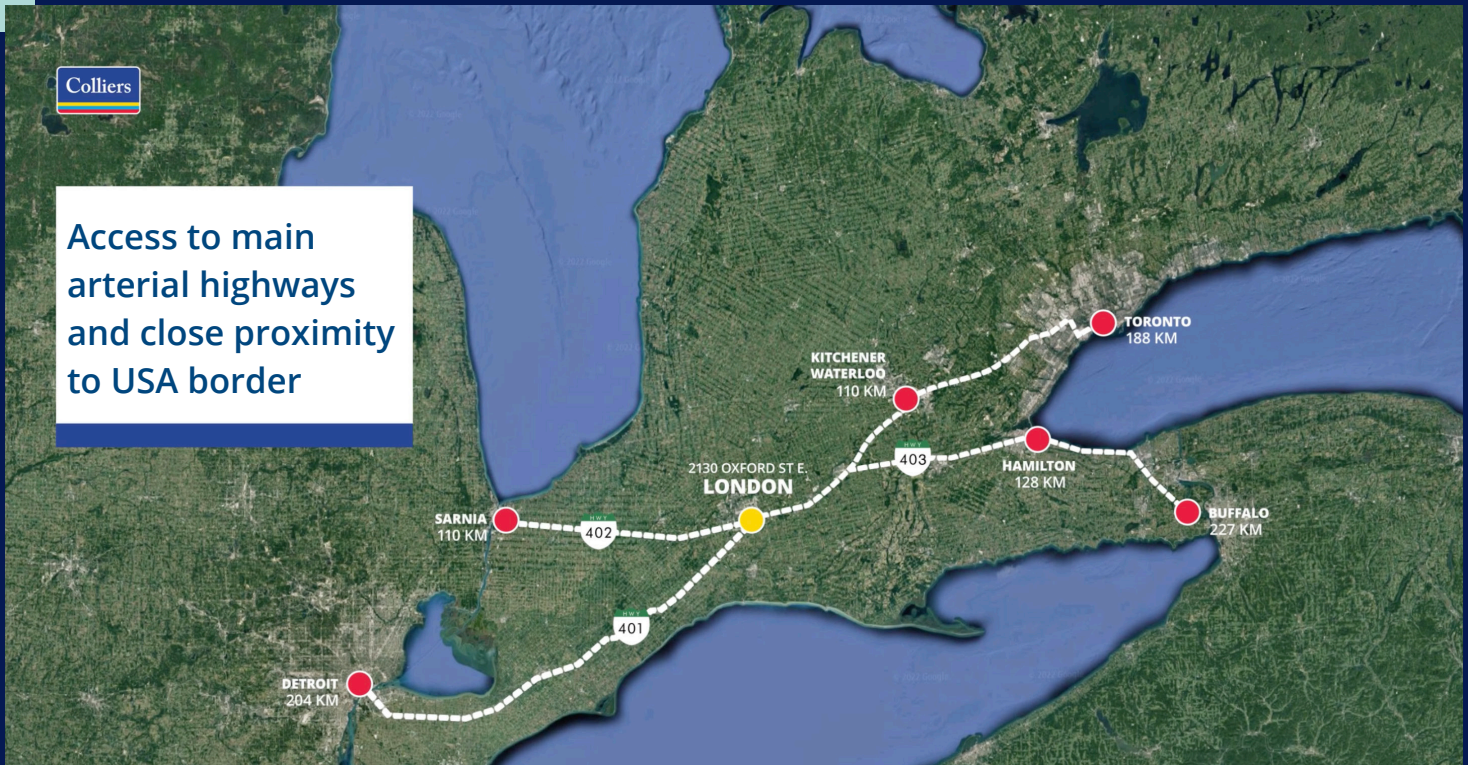 Colliers
Access to main
arterial highways
and close proximity
to USA border
TORONTO
188 KM
KITCHENER
WATERLOO
110 KM
HWY
403
HAMILTON
128 KM
2130 OXFORD ST E.
LONDON
SARNIA
110 KM
HWY
402
BUFFALO
227 KM
HWY
401
DETROIT
204 KM